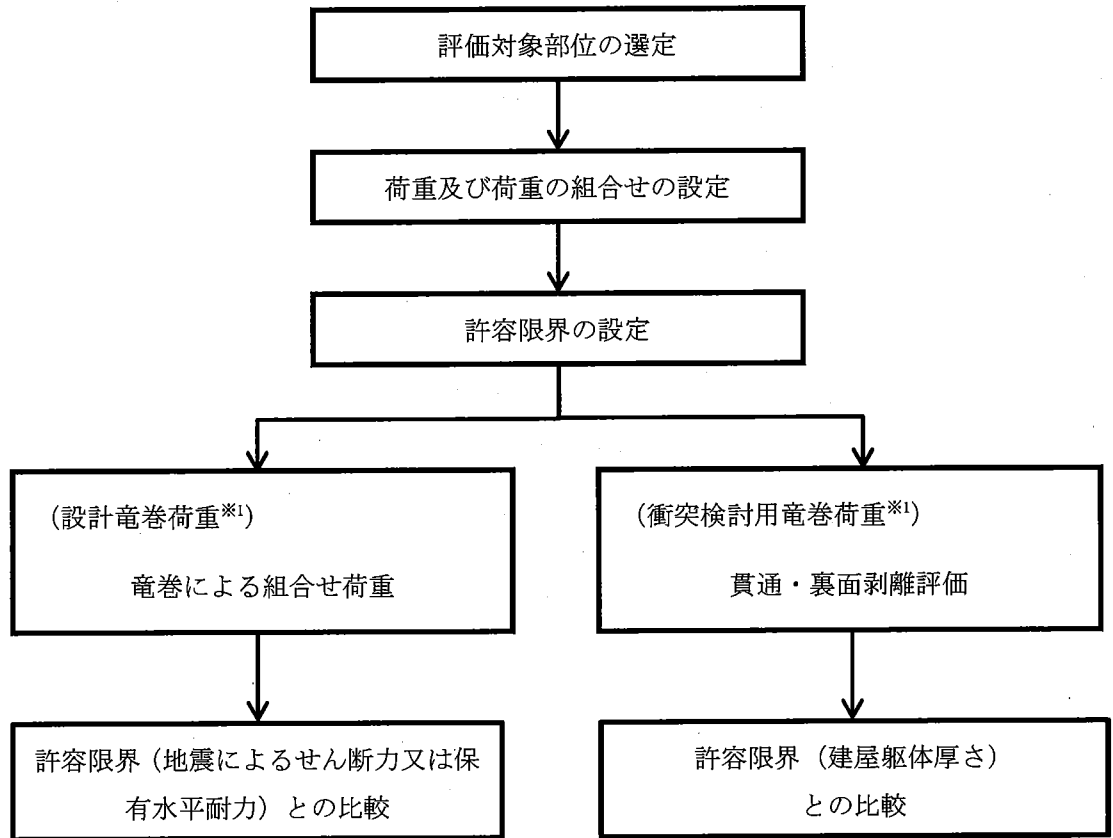 評価対象部位の選定
荷重及び荷重の組合せの設定
許容限界の設定
(設計竜巻荷重※1)
竜巻による組合せ荷重
(衝突検討用竜巻荷重※1)
貫通・裏面剥離評価
許容限界（地震によるせん断力又は保
有水平耐力）との比較
許容限界（建屋躯体厚さ）
との比較